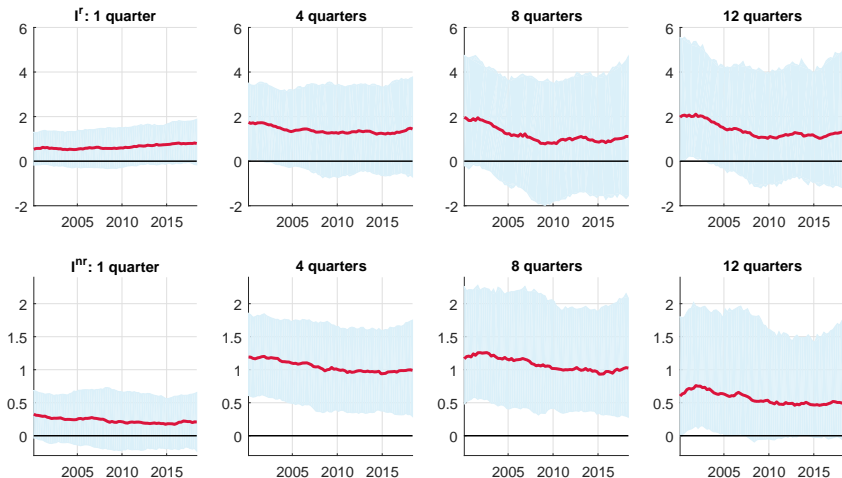 I^r: 1 quarter 4 quarters 8 quarters 12 quarters
6 6 6 6
4 4 4 4
2 2 2 2
0 0 0 0
-2 -2 -2 -2
2005 2010 2015 2005 2010 2015 2005 2010 2015 2005 2010 2015
I^nr: 1 quarter 4 quarters 8 quarters 12 quarters
2 2 2 2
1.5 1.5 1.5 1.5
1 1 1 1
0.5 0.5 0.5 0.5
0 0 0 0
2005 2010 2015 2005 2010 2015 2005 2010 2015 2005 2010 2015